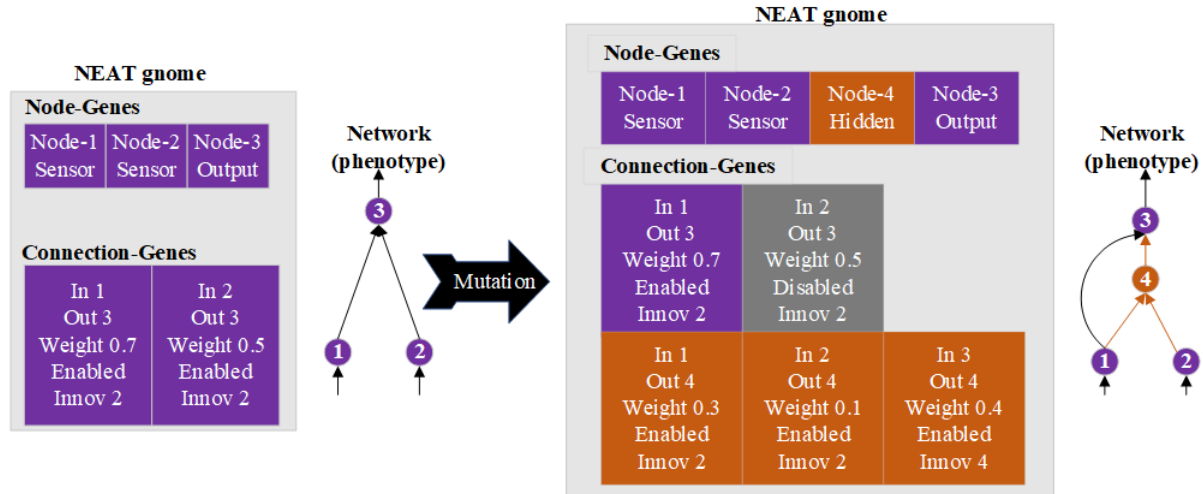 NEAT gnome
Node-Genes
Node-1 Node-2 Node-3
Sensor Sensor Output
Connection-Genes
In 1 In 2
Out 3 Out 3
Weight 0.7 Weight 0.5
Enabled Enabled
Innov 2 Innov 2
Network
(phenotype)
3
1 2
Mutation
NEAT gnome
Node-Genes
Node-1 Node-2 Node-4 Node-3
Sensor Sensor Hidden Output
Connection-Genes
In 1 In 2
Out 3 Out 3
Weight 0.7 Weight 0.5
Enabled Disabled
Innov 2 Innov 2
In 1 In 2 In 3
Out 4 Out 4 Out 4
Weight 0.3 Weight 0.1 Weight 0.4
Enabled Enabled Enabled
Innov 2 Innov 2 Innov 4
Network
(phenotype)
3
4
1 2